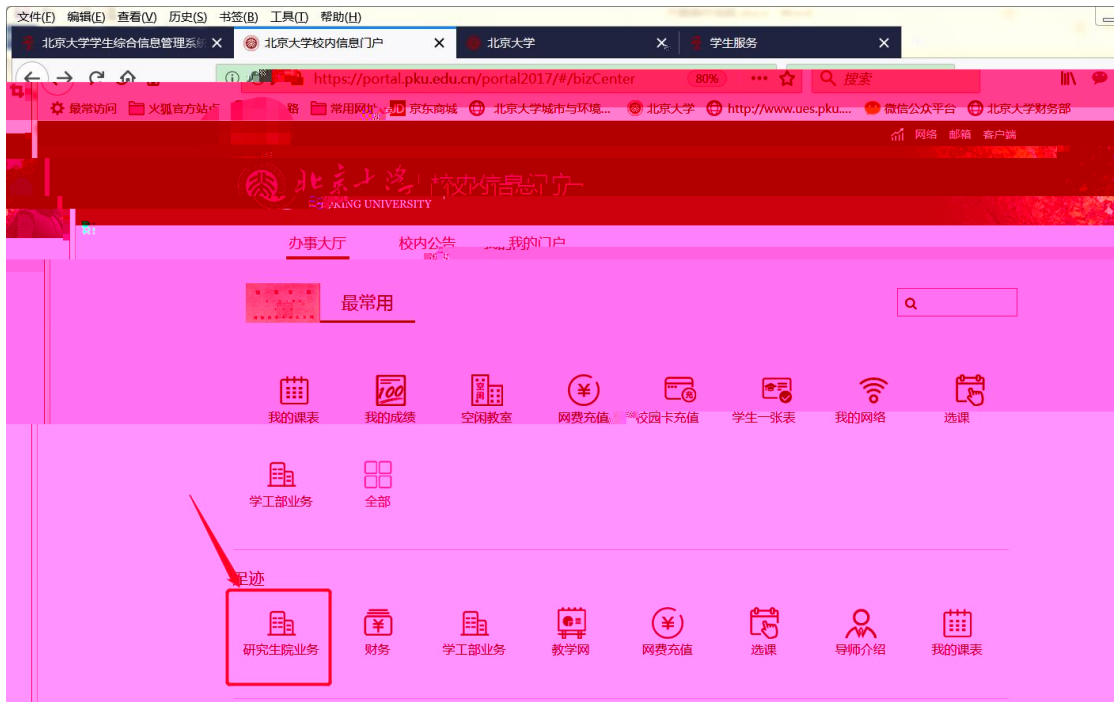 文件(F) 编辑(E) 查看(V) 历史(S) 书签(B) 工具(T) 帮助(H)
北京大学学生综合信息管理系统 北京大学校内信息门户 北京大学 学生服务
https://portal.pku.edu.cn/portal2017/#/bizCenter 80% 搜索
最常访问 火狐官方站点 常用网址 JD 京东商城 北京大学城市与环境... 北京大学 http://www.ues.pku.... 微信公众平台 北京大学财务部
网络 邮箱 客户端
北京大学 校内信息门户
PEKING UNIVERSITY
办事大厅 校内公告 我的门户
最常用
我的课表 我的成绩 空闲教室 网费充值 校园卡充值 学生一张表 我的网络 选课
学工部业务 全部
足迹
研究生院业务 财务 学工部业务 教学网 网费充值 选课 导师介绍 我的课表